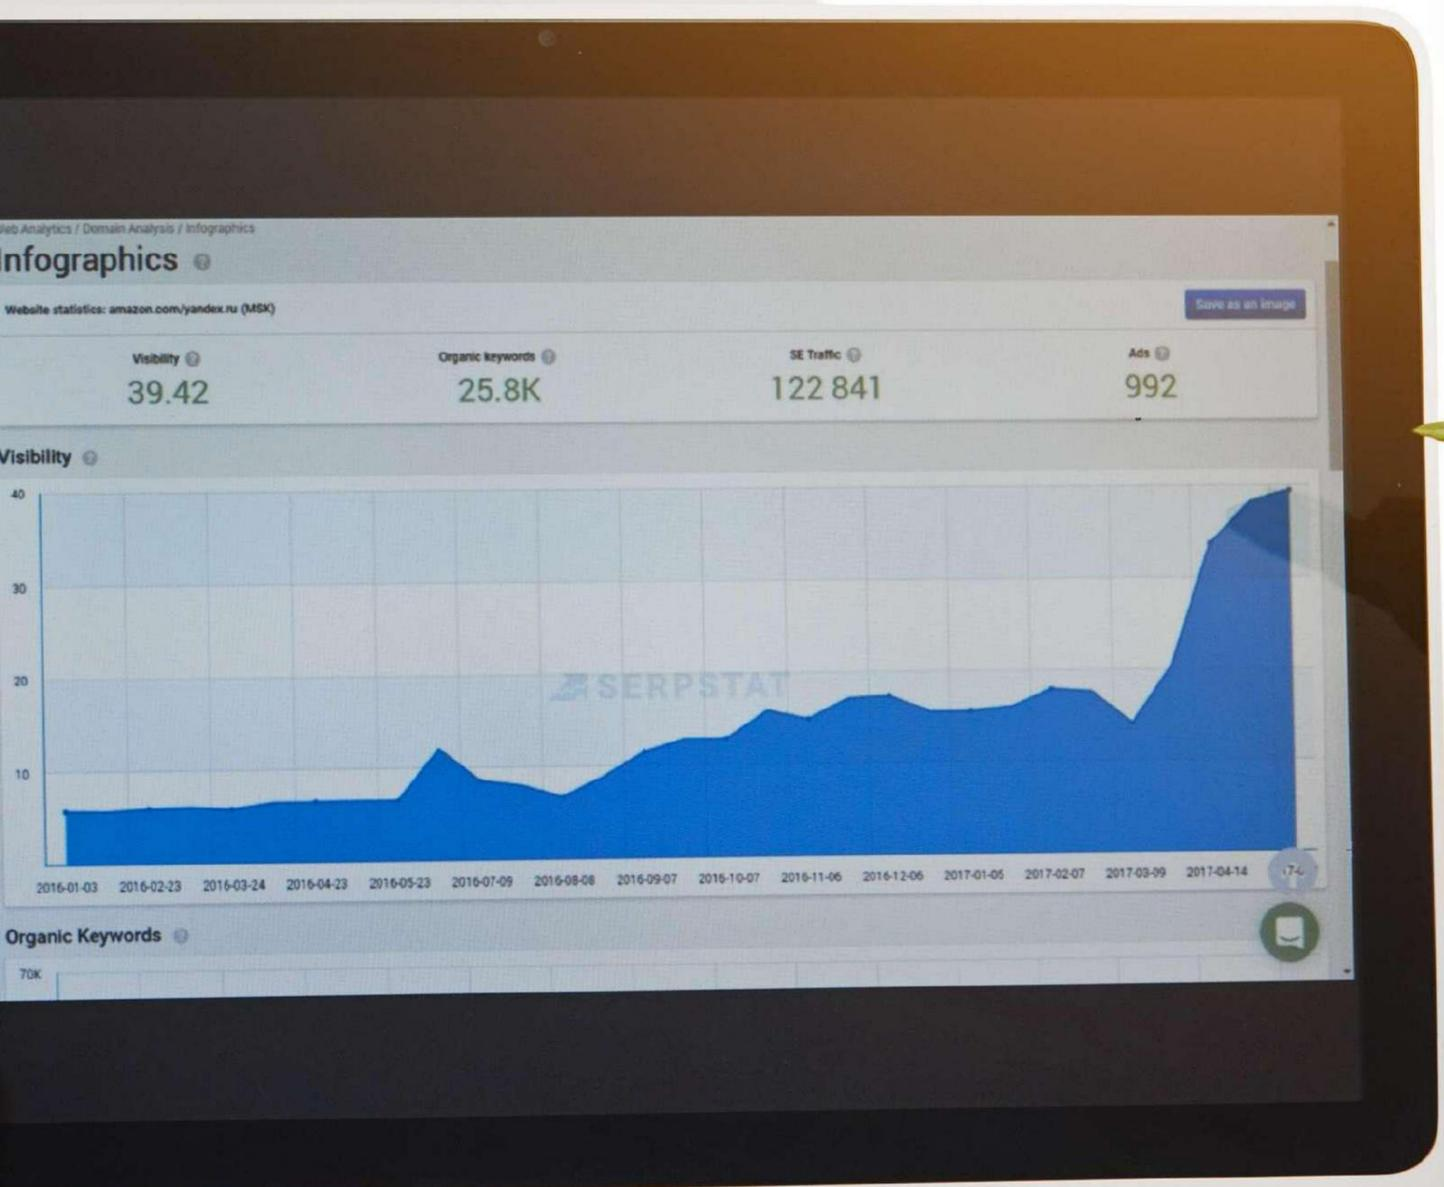 Web Analytics / Domain Analysis / Infographics
Infographics
Website statistics: amazon.com/yandex.ru (MSK)
Save as an image
Visibility
Organic keywords
SE Traffic
Ads
39.42
25.8K
122 841
992
Visibility
40
30
20
10
SERPSTAT
2016-01-03 2016-02-23 2016-03-24 2016-04-23 2016-05-23 2016-07-09 2016-08-08 2016-09-07 2016-10-07 2016-11-06 2016-12-06 2017-01-05 2017-02-07 2017-03-09 2017-04-14
Organic Keywords
70K